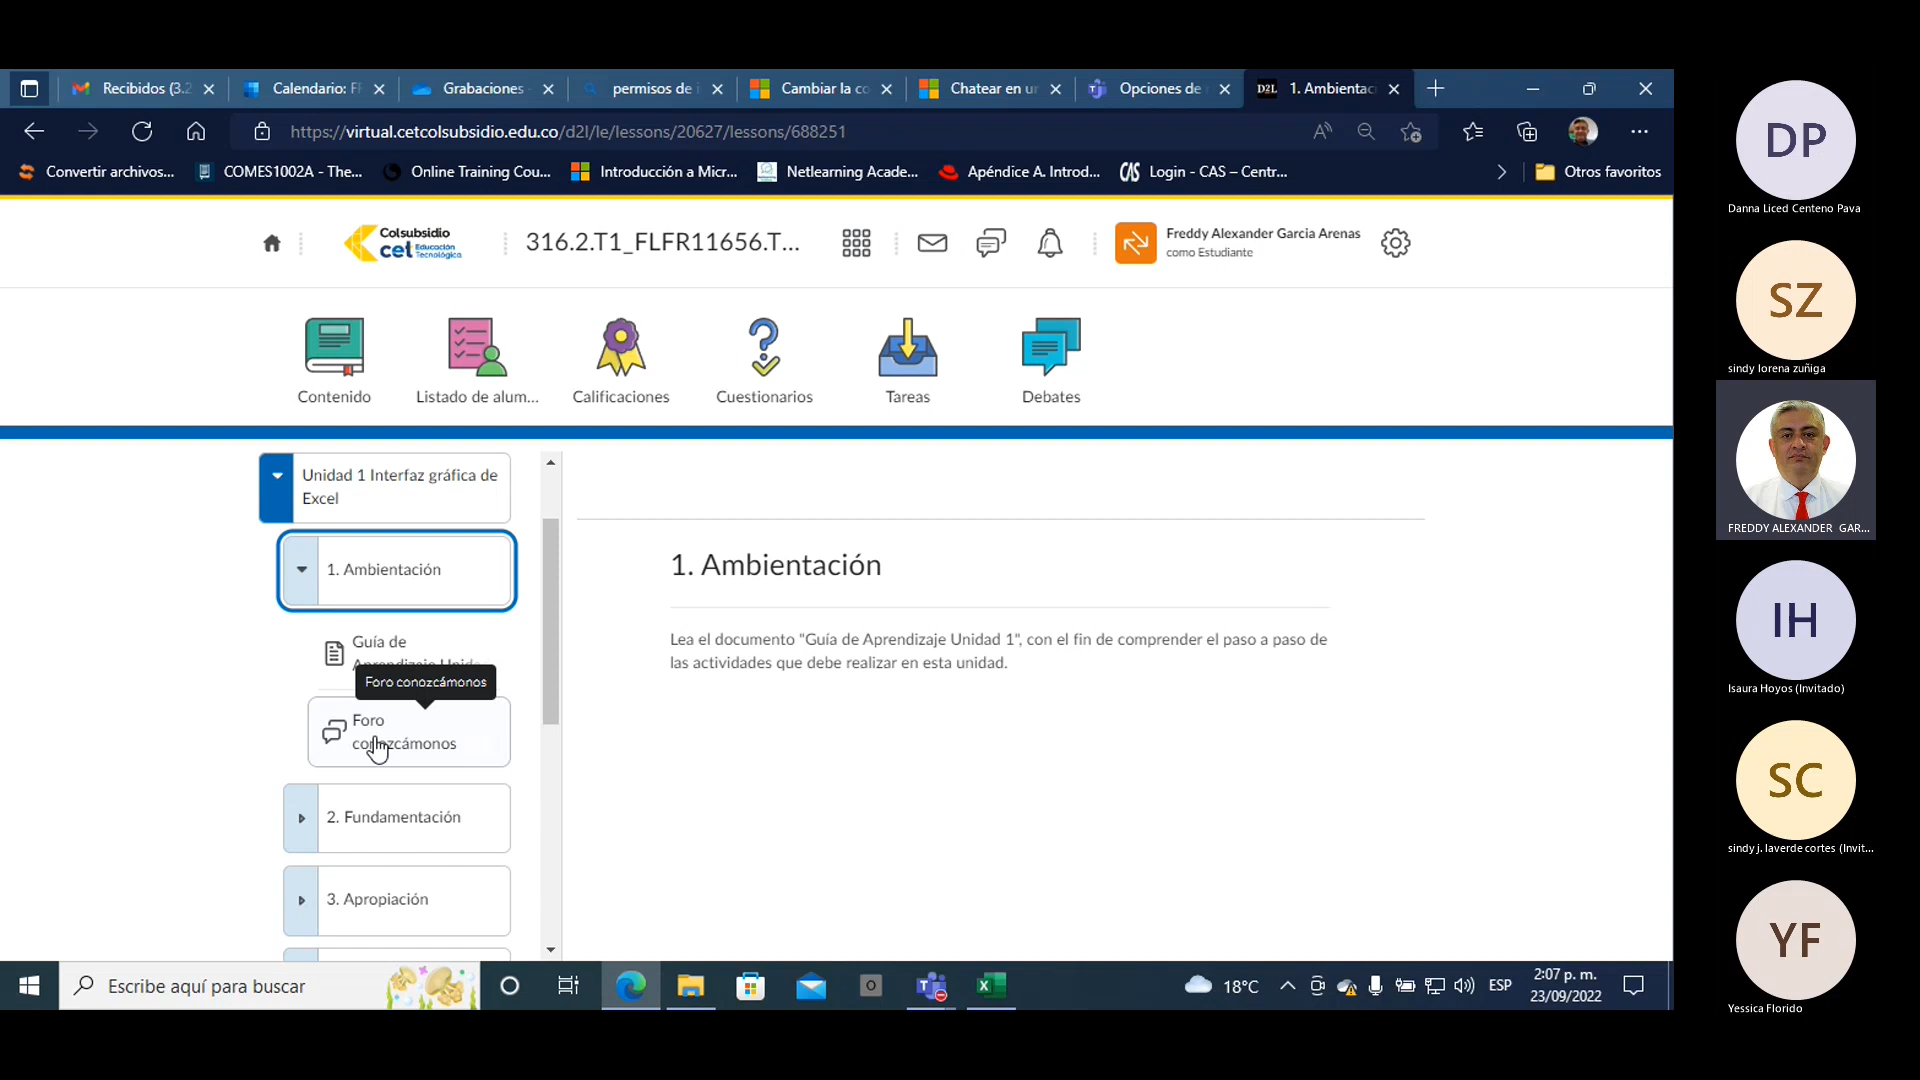 Recibidos (3.2
Calendario: F
Grabaciones -
permisos de i
Cambiar la co
Chatear en un
Opciones de
D2L 1. Ambientac
https://virtual.cetcolsubsidio.edu.co/d2l/le/lessons/20627/lessons/688251
Convertir archivos...
COMES1002A - The...
Online Training Cou...
Introducción a Micr...
Netlearning Acade...
Apéndice A. Introd...
CAS Login - CAS – Centr...
Otros favoritos
Colsubsidio
cet Educación
Tecnológica
316.2.T1_FLFR11656.T...
Freddy Alexander Garcia Arenas
como Estudiante
Contenido
Listado de alum...
Calificaciones
Cuestionarios
Tareas
Debates
Unidad 1 Interfaz gráfica de
Excel
1. Ambientación
Guía de
Aprendizaje Unid
Foro conozcámonos
Foro
conozcámonos
2. Fundamentación
3. Apropiación
1. Ambientación
Lea el documento “Guía de Aprendizaje Unidad 1”, con el fin de comprender el paso a paso de
las actividades que debe realizar en esta unidad.
Escribe aquí para buscar
18°C
ESP
2:07 p. m.
23/09/2022
DP
Danna Liced Centeno Pava
SZ
sindy lorena zuñiga
FREDDY ALEXANDER GAR...
IH
Isaura Hoyos (Invitado)
SC
sindy j. laverde cortes (Invit...
YF
Yessica Florido